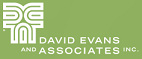 DAVID EVANS
AND ASSOCIATES INC.